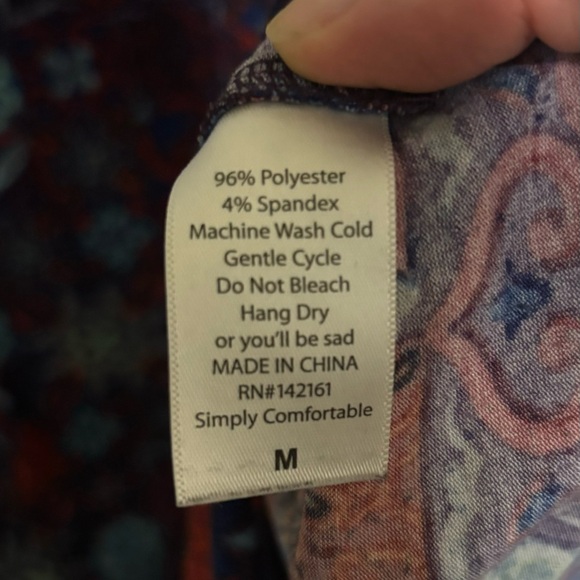 96% Polyester
4% Spandex
Machine Wash Cold
Gentle Cycle
Do Not Bleach
Hang Dry
or you'll be sad
MADE IN CHINA
RN#142161
Simply Comfortable
M